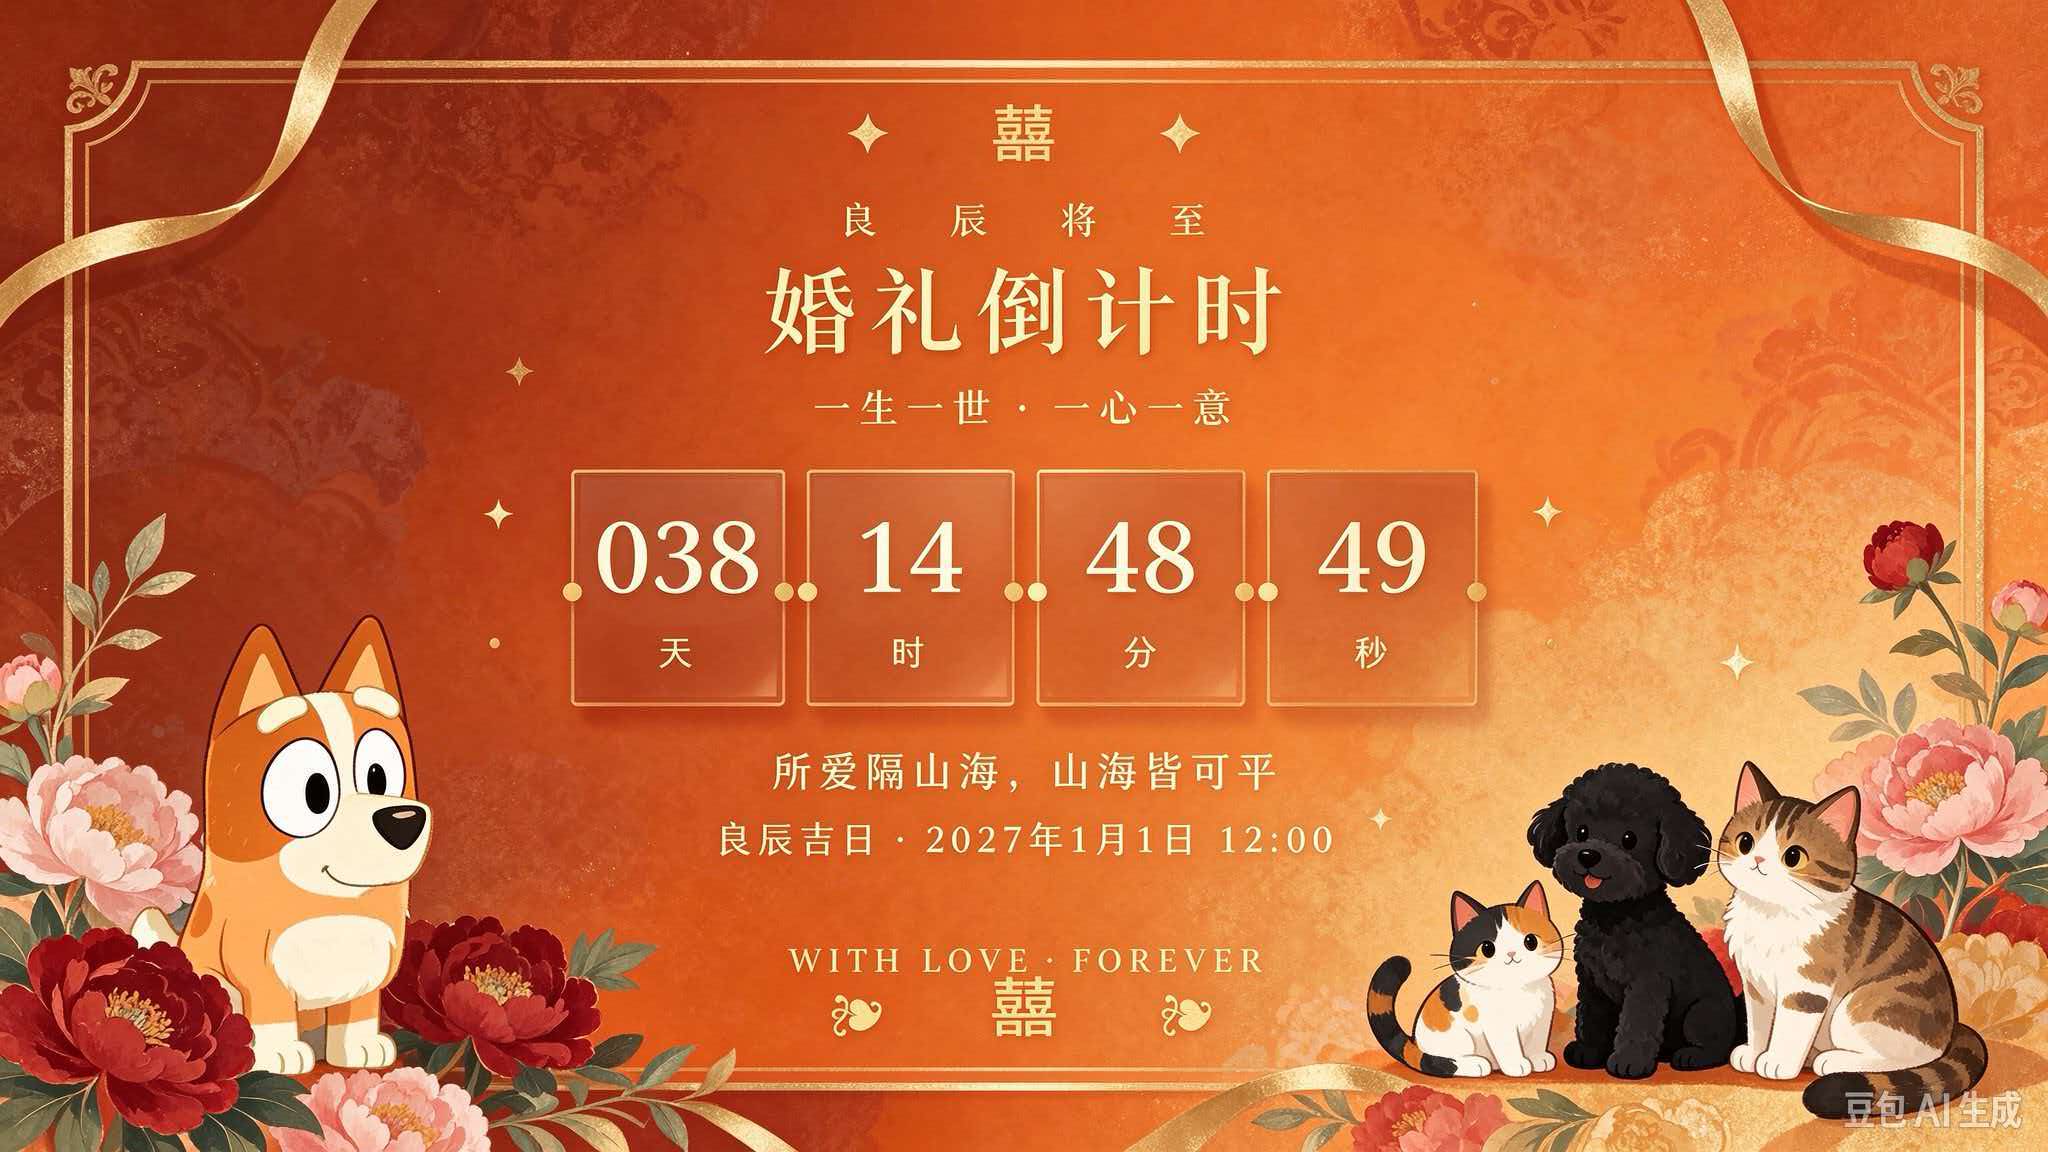 囍
良辰将至
婚礼倒计时
一生一世 · 一心一意
038 14 48 49
天 时 分 秒
所爱隔山海，山海皆可平
良辰吉日 · 2027年1月1日 12:00
WITH LOVE · FOREVER
囍
豆包AI生成